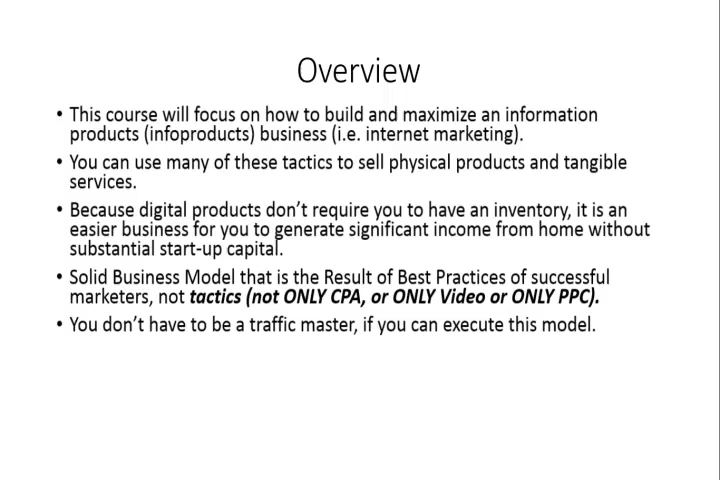 Overview
• This course will focus on how to build and maximize an information
products (infoproducts) business (i.e. internet marketing).
• You can use many of these tactics to sell physical products and tangible
services.
• Because digital products don’t require you to have an inventory, it is an
easier business for you to generate significant income from home without
substantial start-up capital.
• Solid Business Model that is the Result of Best Practices of successful
marketers, not tactics (not ONLY CPA, or ONLY Video or ONLY PPC).
• You don’t have to be a traffic master, if you can execute this model.